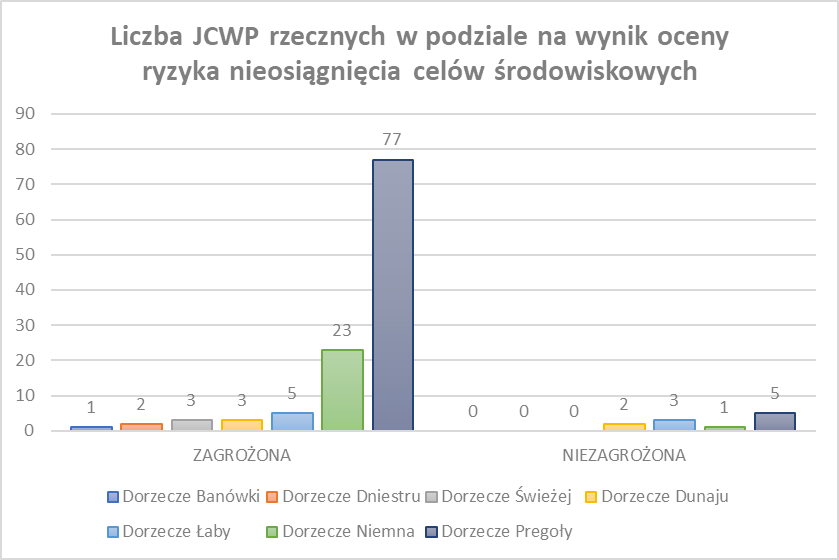 Liczba JCWP rzecznych w podziale na wynik oceny
ryzyka nieosiągnięcia celów środowiskowych
90
80
70
60
50
40
30
20
10
0
1 2 3 3 5 23 77 0 0 0 2 3 1 5
ZAGROŻONA NIEZAGROŻONA
Dorzecze Banówki Dorzecze Dniestru Dorzecze Świeżej Dorzecze Dunaju
Dorzecze Łaby Dorzecze Niemna Dorzecze Pregoły